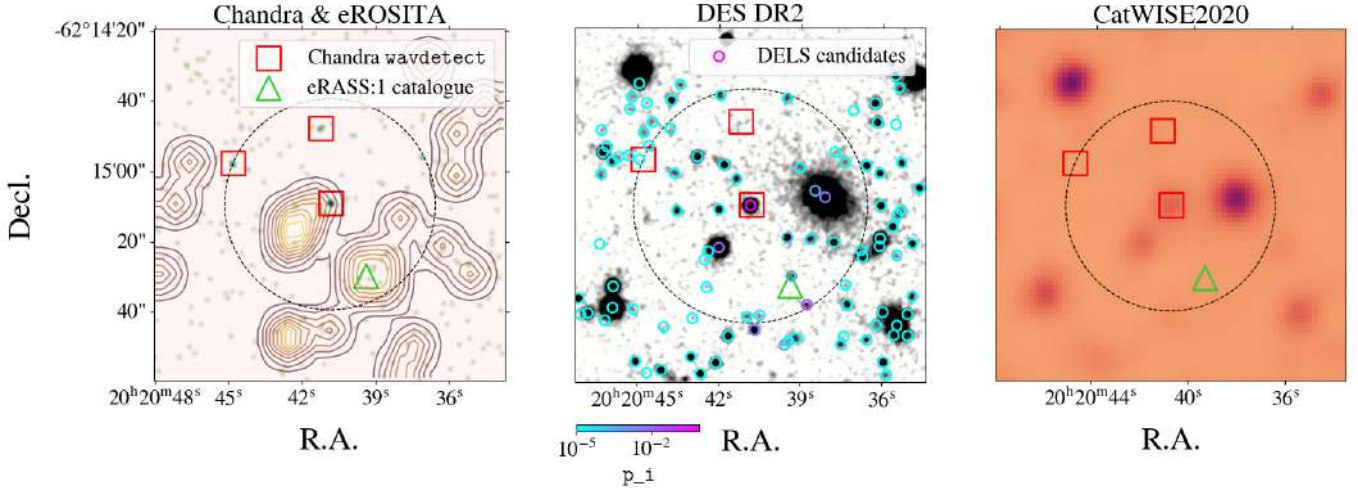 Chandra & eROSITA
Chandra wavdetect
eRASS:1 catalogue
-62°14'20"
40"
15'00"
20"
40"
Decl.
20ʰ20ᵐ48ˢ 45ˢ 42ˢ 39ˢ 36ˢ
R.A.
DES DR2
DELS candidates
20ʰ20ᵐ45ˢ 42ˢ 39ˢ 36ˢ
R.A.
10⁻⁵ 10⁻²
p_i
CatWISE2020
20ʰ20ᵐ44ˢ 40ˢ 36ˢ
R.A.